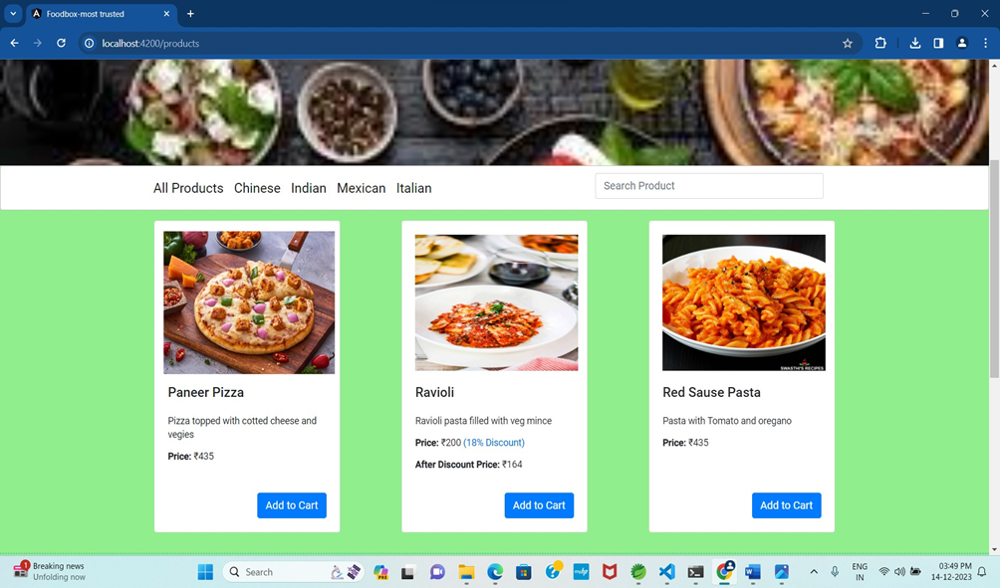 Foodbox-most trusted
localhost:4200/products
All Products Chinese Indian Mexican Italian
Search Product
Paneer Pizza
Pizza topped with cotted cheese and
vegies
Price: ₹435
Add to Cart
Ravioli
Ravioli pasta filled with veg mince
Price: ₹200 (18% Discount)
After Discount Price: ₹164
Add to Cart
SWASTHI'S RECIPES
Red Sause Pasta
Pasta with Tomato and oregano
Price: ₹435
Add to Cart
1
Breaking news
Unfolding now
Search
PRE
ENG
IN
03:49 PM
14-12-2023